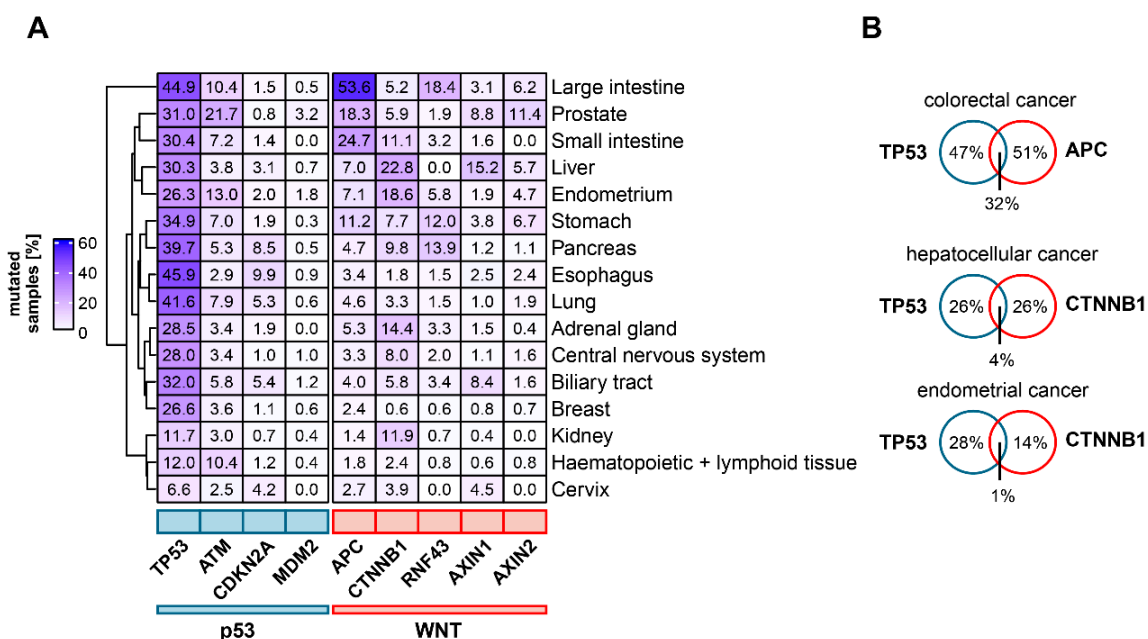 A
44.9 10.4 1.5 0.5 53.6 5.2 18.4 3.1 6.2 Large intestine
31.0 21.7 0.8 3.2 18.3 5.9 1.9 8.8 11.4 Prostate
30.4 7.2 1.4 0.0 24.7 11.1 3.2 1.6 0.0 Small intestine
30.3 3.8 3.1 0.7 7.0 22.8 0.0 15.2 5.7 Liver
26.3 13.0 2.0 1.8 7.1 18.6 5.8 1.9 4.7 Endometrium
34.9 7.0 1.9 0.3 11.2 7.7 12.0 3.8 6.7 Stomach
39.7 5.3 8.5 0.5 4.7 9.8 13.9 1.2 1.1 Pancreas
45.9 2.9 9.9 0.9 3.4 1.8 1.5 2.5 2.4 Esophagus
41.6 7.9 5.3 0.6 4.6 3.3 1.5 1.0 1.9 Lung
28.5 3.4 1.9 0.0 5.3 14.4 3.3 1.5 0.4 Adrenal gland
28.0 3.4 1.0 1.0 3.3 8.0 2.0 1.1 1.6 Central nervous system
32.0 5.8 5.4 1.2 4.0 5.8 3.4 8.4 1.6 Biliary tract
26.6 3.6 1.1 0.6 2.4 0.6 0.6 0.8 0.7 Breast
11.7 3.0 0.7 0.4 1.4 11.9 0.7 0.4 0.0 Kidney
12.0 10.4 1.2 0.4 1.8 2.4 0.8 0.6 0.8 Haematopoietic + lymphoid tissue
6.6 2.5 4.2 0.0 2.7 3.9 0.0 4.5 0.0 Cervix
mutated
samples [%]
60
40
20
0
TP53 ATM CDKN2A MDM2 APC CTNNB1 RNF43 AXIN1 AXIN2
p53 WNT
B
colorectal cancer
TP53 47% 51% APC
32%
hepatocellular cancer
TP53 26% 26% CTNNB1
4%
endometrial cancer
TP53 28% 14% CTNNB1
1%